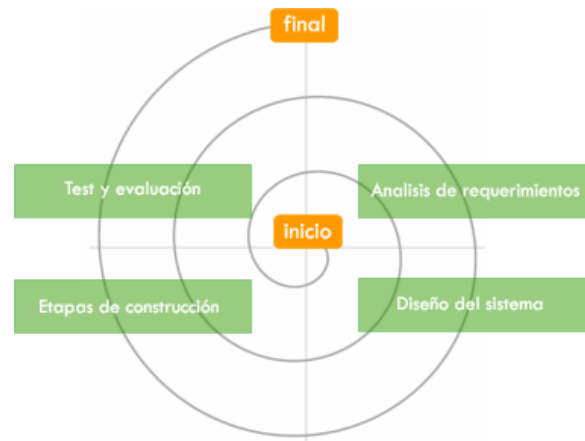 final
Test y evaluación
Analisis de requerimientos
inicio
Etapas de construcción
Diseño del sistema